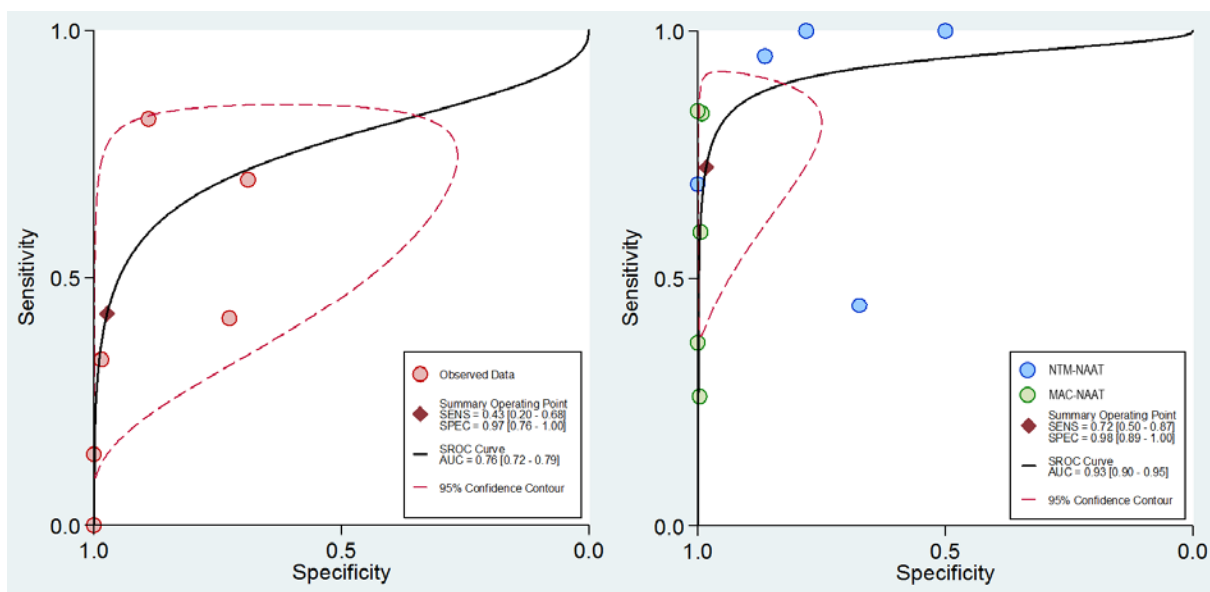 1.0
Sensitivity
0.5
0.0
1.0
0.5
0.0
Specificity
Observed Data
Summary Operating Point
SENS = 0.43 [0.20 - 0.68]
SPEC = 0.97 [0.76 - 1.00]
SROC Curve
AUC = 0.76 [0.72 - 0.79]
95% Confidence Contour
1.0
Sensitivity
0.5
0.0
1.0
0.5
0.0
Specificity
NTM-NAAT
MAC-NAAT
Summary Operating Point
SENS = 0.72 [0.50 - 0.87]
SPEC = 0.98 [0.89 - 1.00]
SROC Curve
AUC = 0.93 [0.90 - 0.95]
95% Confidence Contour